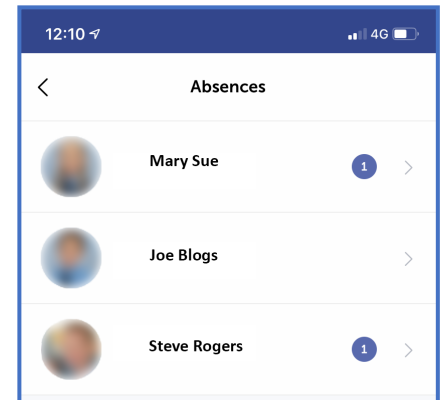 12:10 4G
Absences
Mary Sue 1
Joe Blogs
Steve Rogers 1